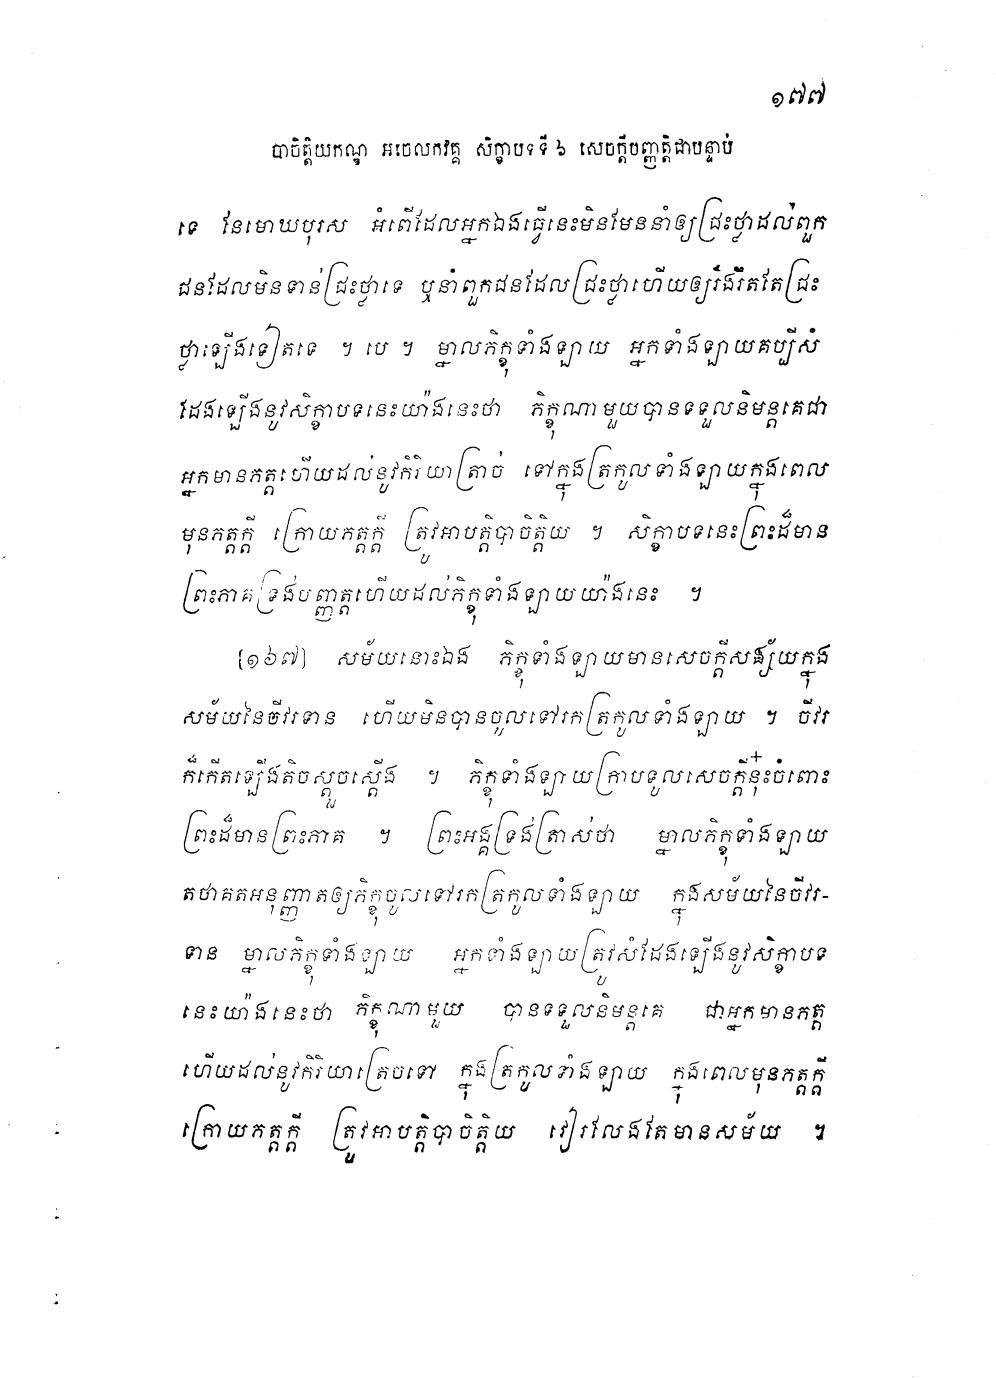 ១៧៧
បាចិត្តិយកណ្ឌ អចេលកវគ្គ សិក្ខាបទទី ៦ សេចក្តីបញ្ញត្តិជាបន្ទាប់
ទេ នែមោឃបុរស អំពើដែលអ្នកឯងធ្វើនេះមិនមែននាំឲ្យជ្រះថ្លាដល់ពួក
ជនដែលមិនទាន់ជ្រះថ្លាទេ ឬនាំពួកជនដែលជ្រះថ្លាហើយឲ្យរឹងរឹតតែជ្រះ
ថ្លាឡើងទៀតទេ ។ បេ ។ ម្នាលភិក្ខុទាំងឡាយ អ្នកទាំងឡាយគប្បីសំ
ដែងឡើងនូវសិក្ខាបទនេះយ៉ាងនេះថា ភិក្ខុណាមួយបានទទួលនិមន្តគេជា
អ្នកមានភត្តហើយដល់នូវកិរិយាត្រាច់ ទៅក្នុងត្រកូលទាំងឡាយក្នុងពេល
មុនភត្តក្តី ក្រោយភត្តក្តី ត្រូវអាបត្តិបាចិត្តិយ ។ សិក្ខាបទនេះព្រះដ៏មាន
ព្រះភាគទ្រង់បញ្ញត្តហើយដល់ភិក្ខុទាំងឡាយយ៉ាងនេះ ។
[១៦៧] សម័យនោះឯង ភិក្ខុទាំងឡាយមានសេចក្តីសង្ស័យក្នុង
សម័យនៃចីវរទាន ហើយមិនបានចូលទៅរកត្រកូលទាំងឡាយ ។ ចីវរ
ក៏កើតឡើងតិចស្តួចស្តើង ។ ភិក្ខុទាំងឡាយក្រាបទូលសេចក្តីនុ៎ះចំពោះ
ព្រះដ៏មានព្រះភាគ ។ ព្រះអង្គទ្រង់ត្រាស់ថា ម្នាលភិក្ខុទាំងឡាយ
តថាគតអនុញ្ញាតឲ្យភិក្ខុចូលទៅរកត្រកូលទាំងឡាយ ក្នុងសម័យនៃចីវរ-
ទាន ម្នាលភិក្ខុទាំងឡាយ អ្នកទាំងឡាយត្រូវសំដែងឡើងនូវសិក្ខាបទ
នេះយ៉ាងនេះថា ភិក្ខុណាមួយ បានទទួលនិមន្តគេ ជាអ្នកមានភត្ត
ហើយដល់នូវកិរិយាត្រេចទៅ ក្នុងត្រកូលទាំងឡាយ ក្នុងពេលមុនភត្តក្តី
ក្រោយភត្តក្តី ត្រូវអាបត្តិបាចិត្តិយ វៀរលែងតែមានសម័យ ។